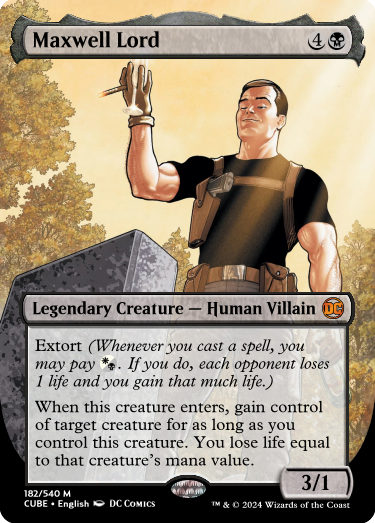 Maxwell Lord 4
Legendary Creature — Human Villain DC
Extort (Whenever you cast a spell, you
may pay . If you do, each opponent loses
1 life and you gain that much life.)
When this creature enters, gain control
of target creature for as long as you
control this creature. You lose life equal
to that creature's mana value.
3/1
182/540 M
CUBE • English DC COMICS
™ & © 2024 Wizards of the Coast